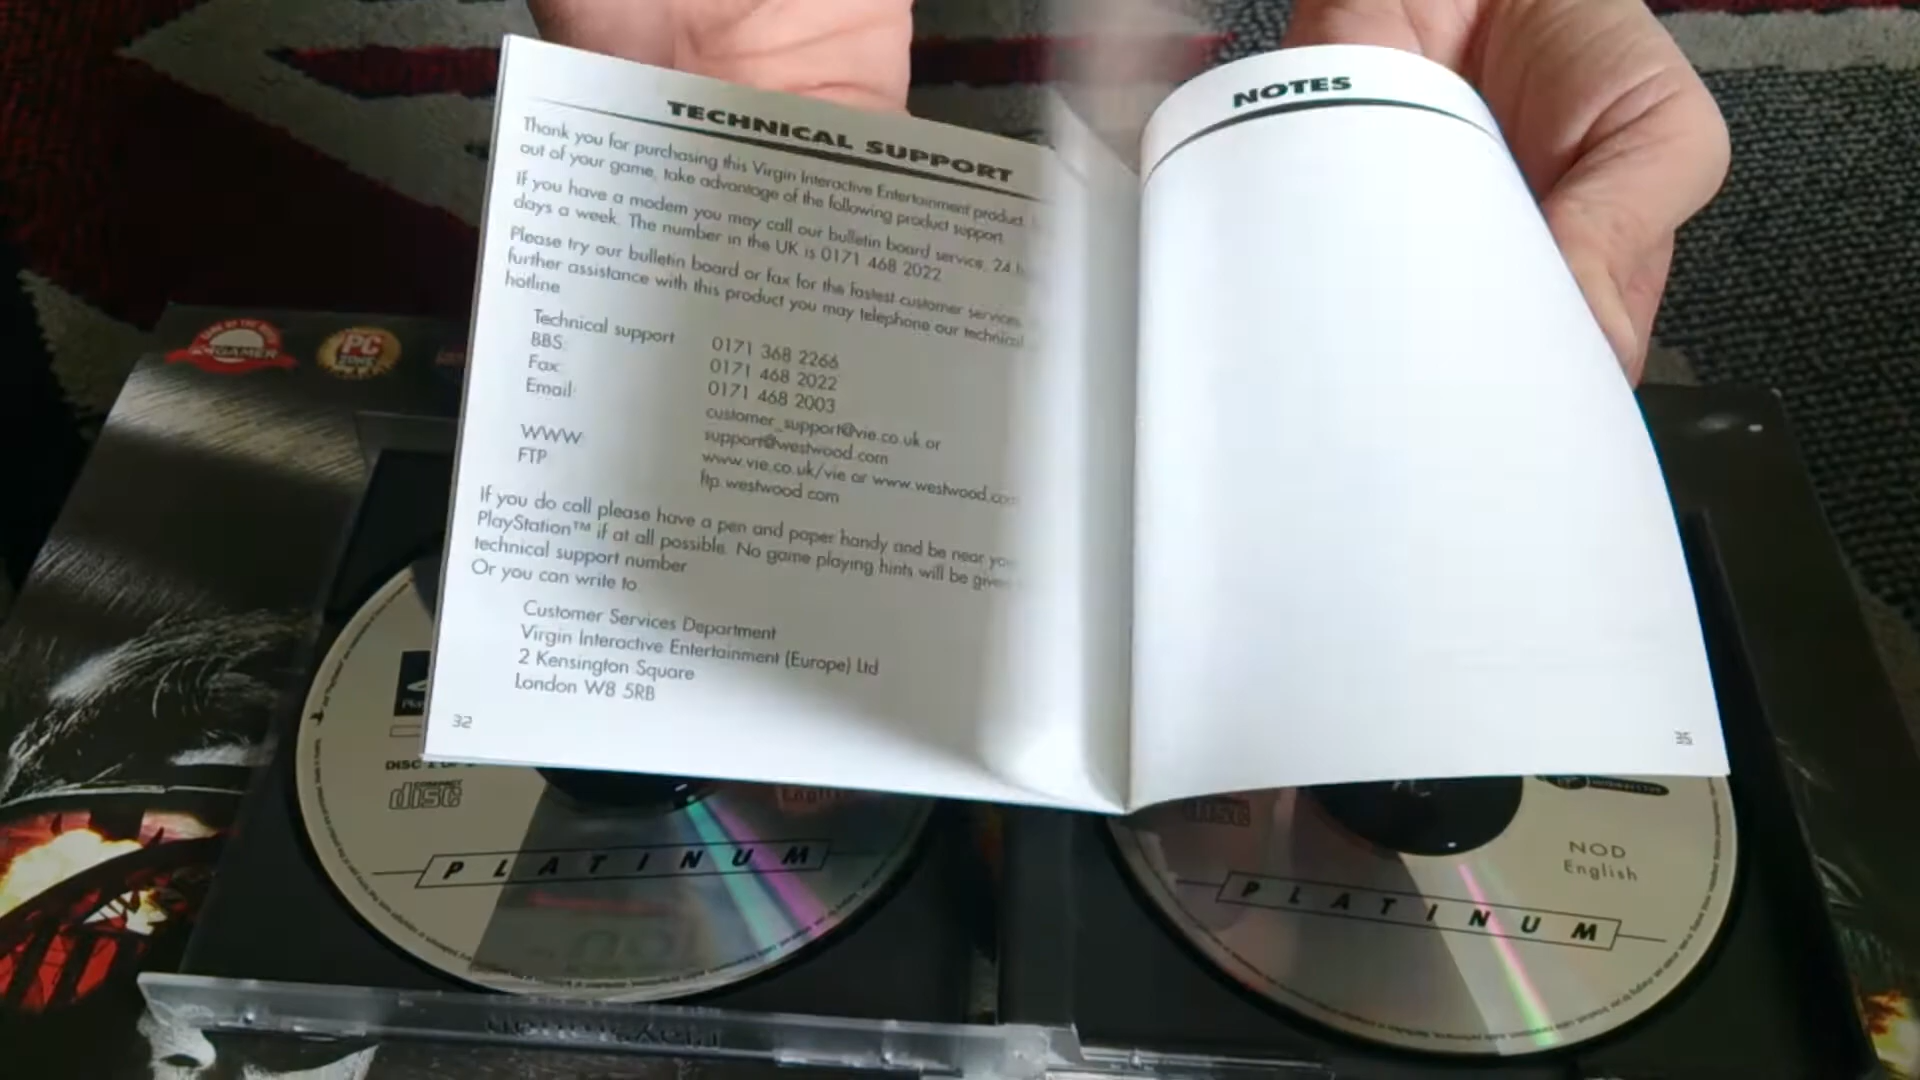 TECHNICAL SUPPORT
Thank you for purchasing this Virgin Interactive Entertainment product.
out of your game, take advantage of the following product support.
If you have a modem you may call our bulletin board service, 24
days a week. The number in the UK is 0171 468 2022
Please try our bulletin board or fax for the fastest customer services.
further assistance with this product you may telephone our technical
hotline
Technical support 0171 368 2266
BBS: 0171 468 2022
Fax: 0171 468 2003
Email: customer_support@vie.co.uk or
support@westwood.com
WWW: www.vie.co.uk/vie or www.westwood.com
FTP ftp.westwood.com
If you do call please have a pen and paper handy and be near
PlayStation™ if at all possible. No game playing hints will be given
technical support number
Or you can write to
Customer Services Department
Virgin Interactive Entertainment (Europe) Ltd
2 Kensington Square
London W8 5RB
32
NOTES
GAMER
PC
ZONE
DISC
disc
English
PLATINUM
disc
NOD
English
PLATINUM
PlayStation